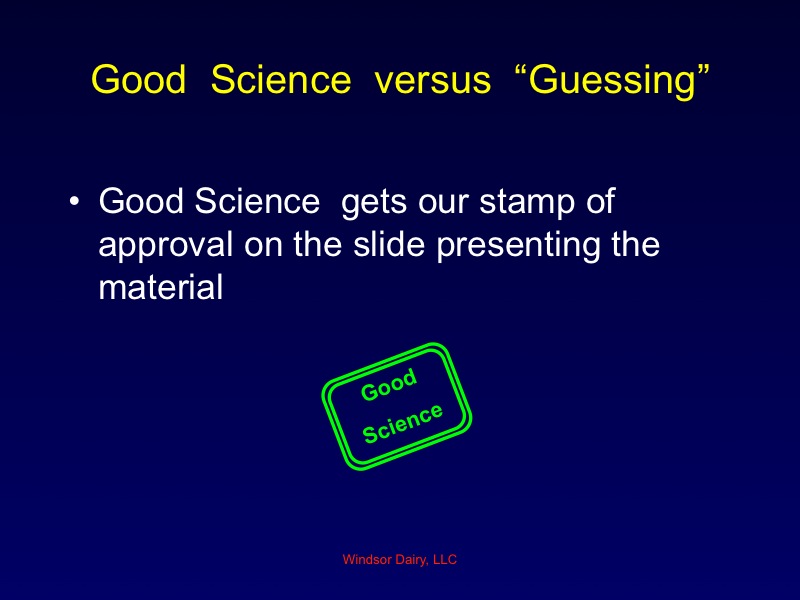 Good Science versus “Guessing”
• Good Science gets our stamp of
approval on the slide presenting the
material
Good
Science
Windsor Dairy, LLC